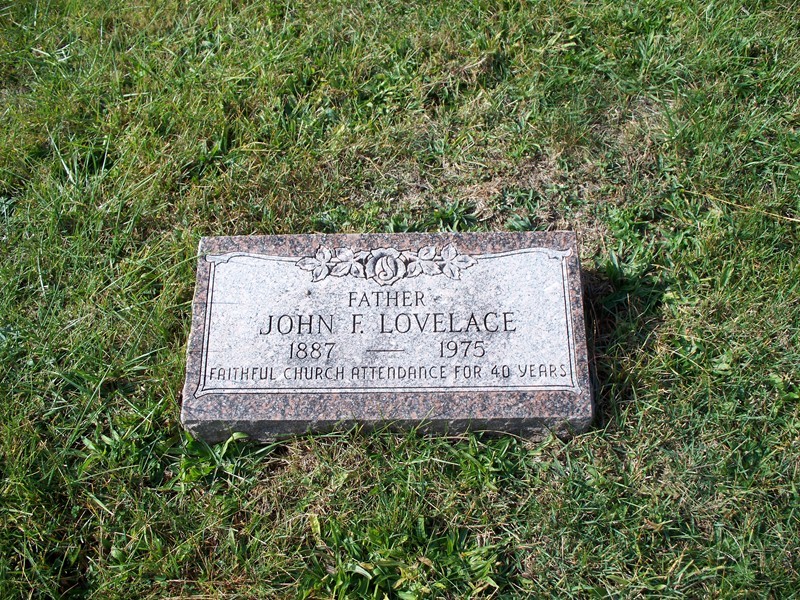 FATHER
JOHN F. LOVELACE
1887 — 1975
FAITHFUL CHURCH ATTENDANCE FOR 40 YEARS